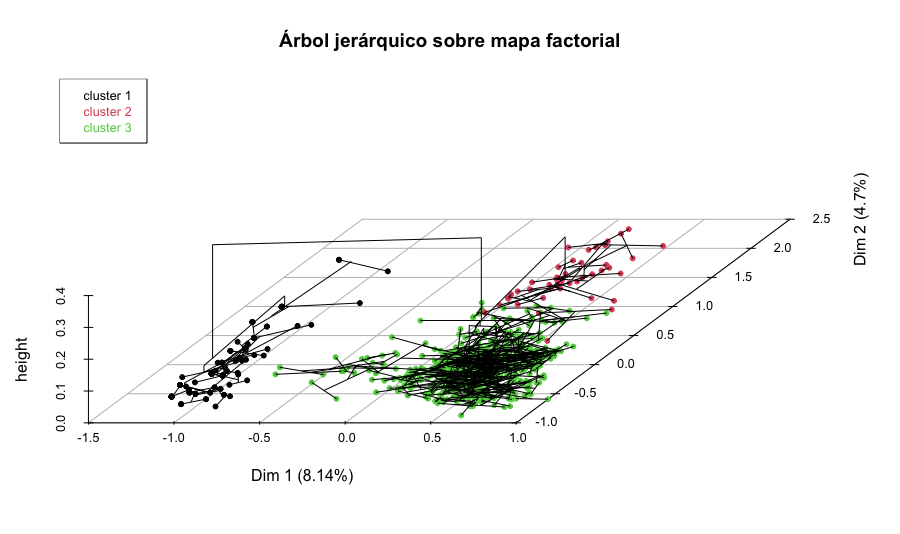 Árbol jerárquico sobre mapa factorial
cluster 1
cluster 2
cluster 3
Dim 2 (4.7%)
2.5
2.0
1.5
1.0
0.5
0.0
-0.5
-1.0
height
0.4
0.3
0.2
0.1
0.0
-1.5 -1.0 -0.5 0.0 0.5 1.0
Dim 1 (8.14%)